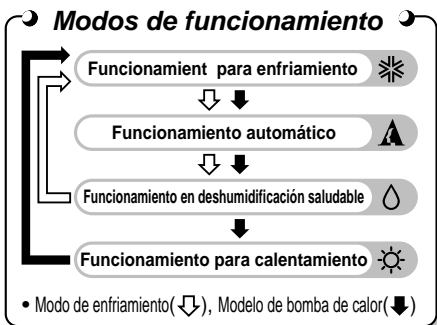 Modos de funcionamiento
Funcionamient para enfriamiento
Funcionamiento automático
Funcionamiento en deshumidificación saludable
Funcionamiento para calentamiento
• Modo de enfriamiento(), Modelo de bomba de calor()